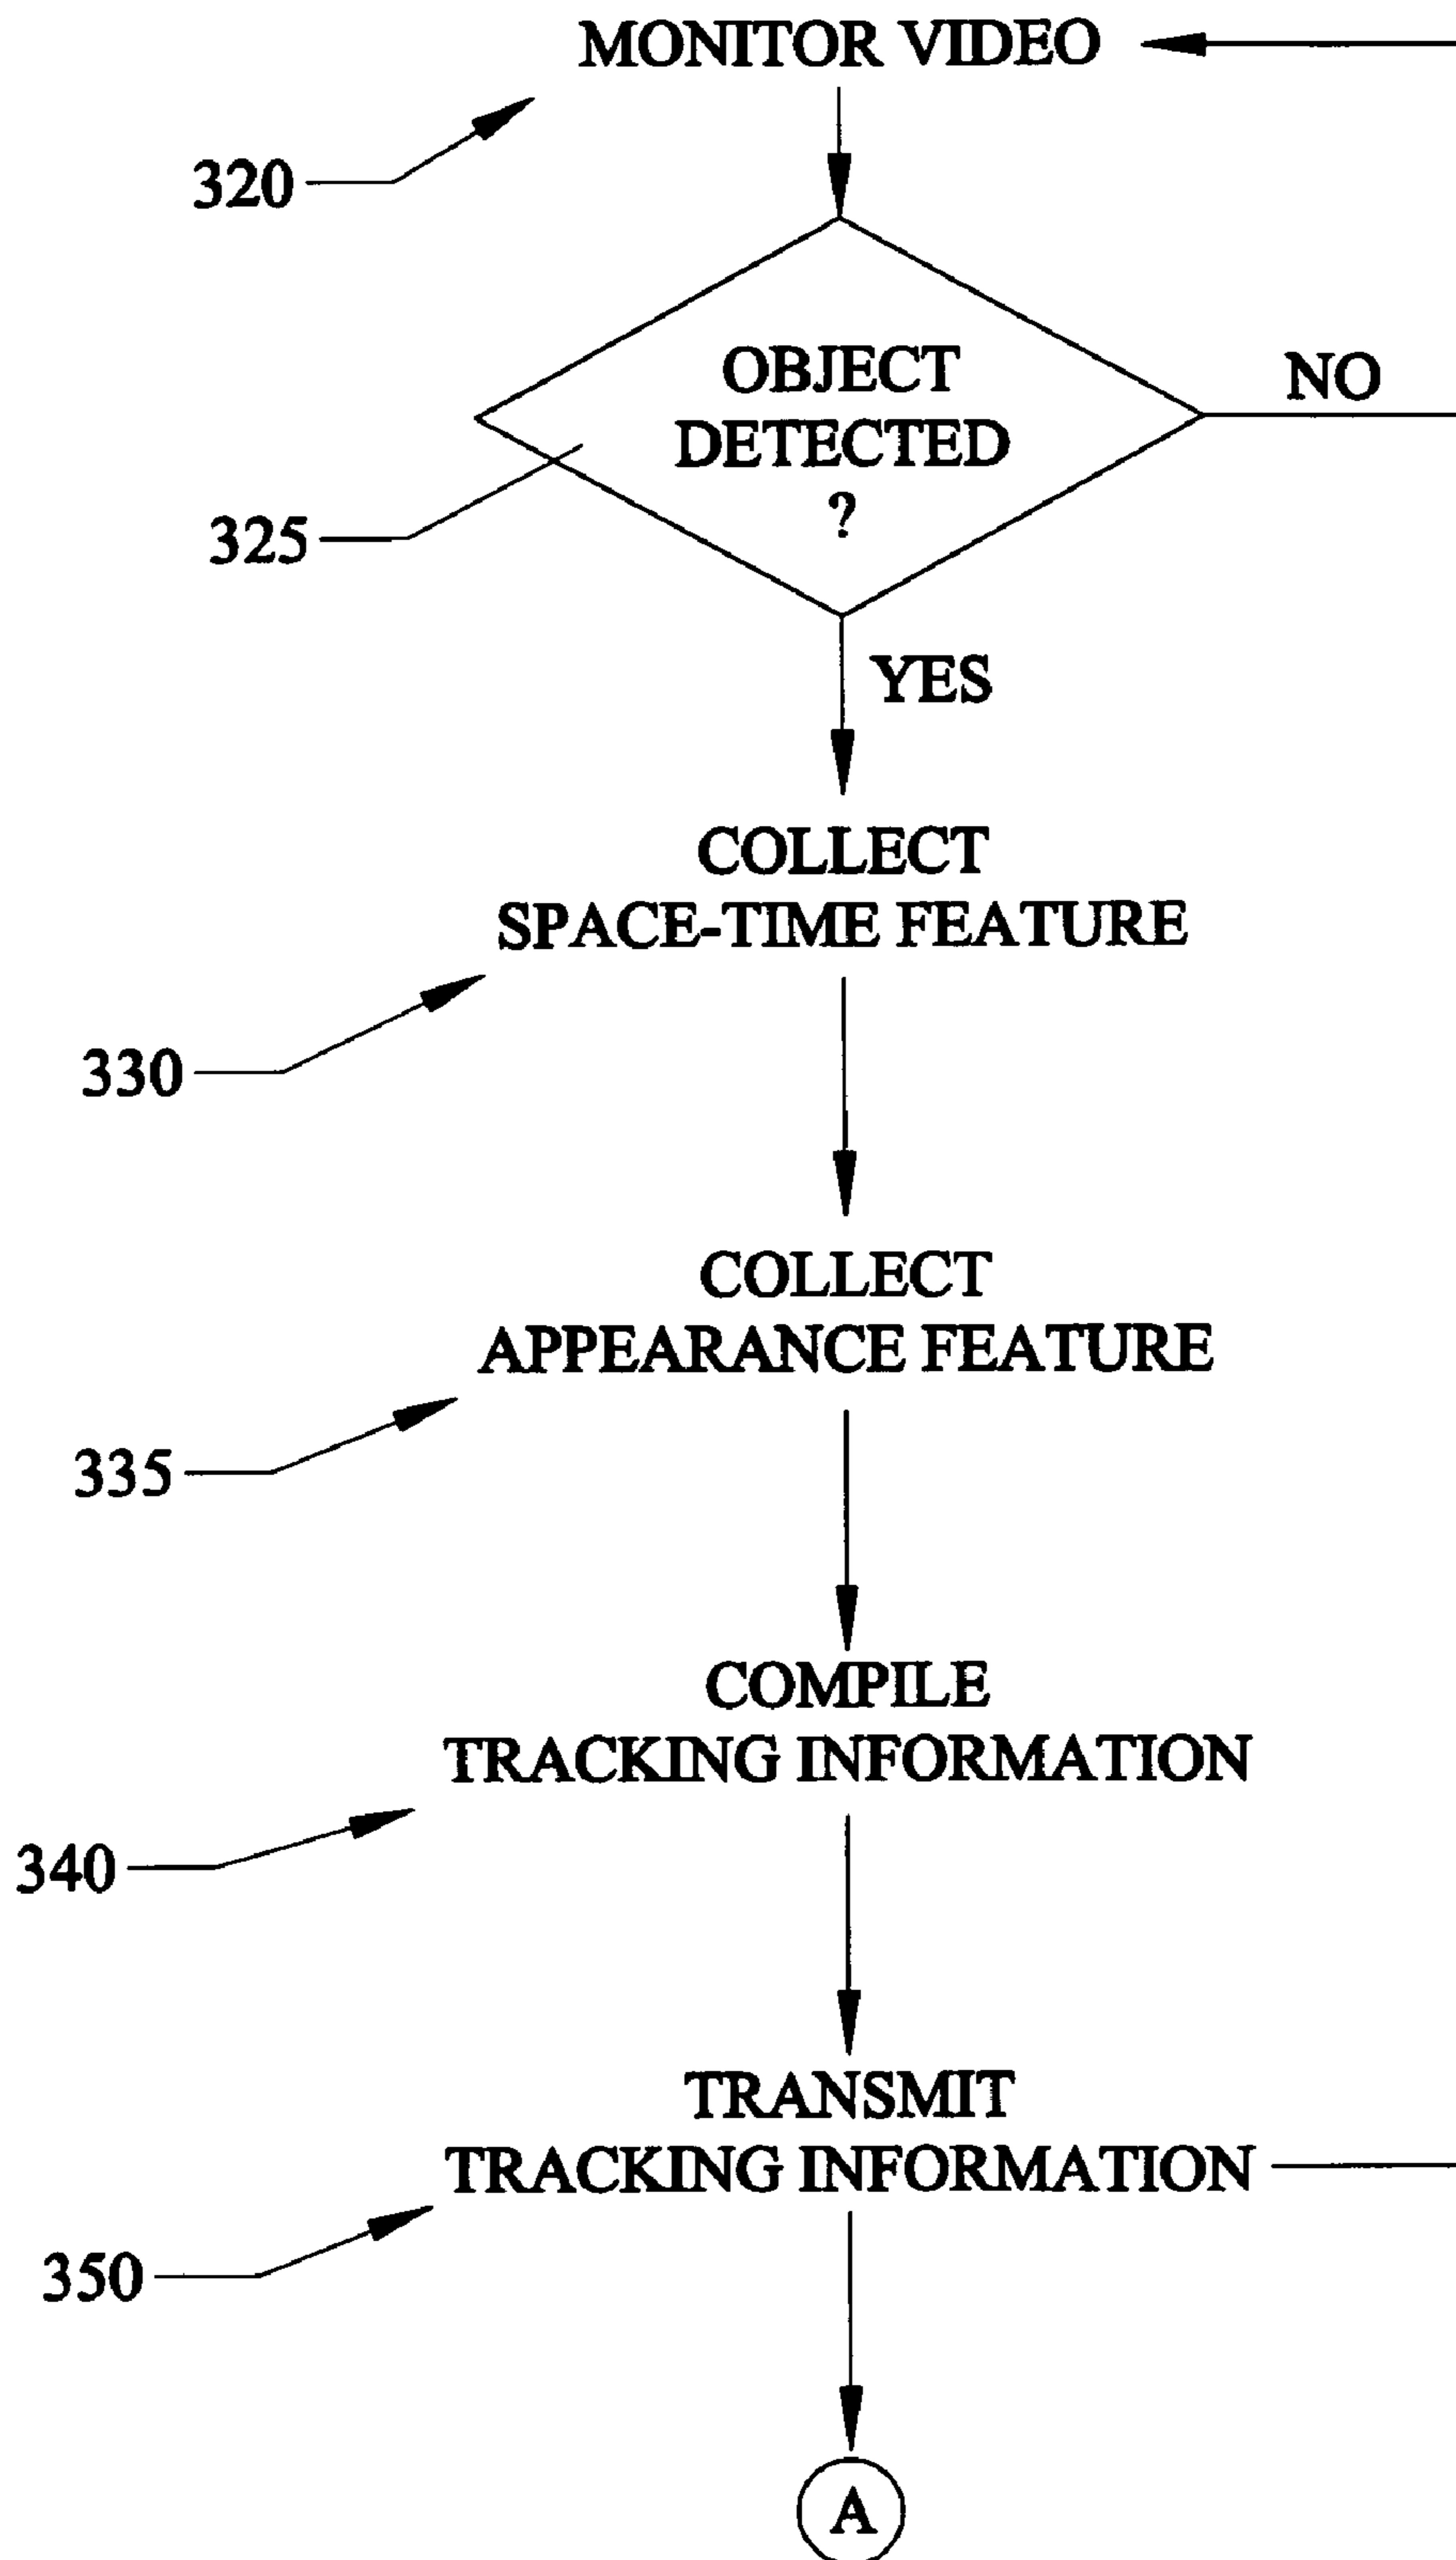 MONITOR VIDEO
320
OBJECT
DETECTED
?
NO
325
YES
COLLECT
SPACE-TIME FEATURE
330
COLLECT
APPEARANCE FEATURE
335
COMPILE
TRACKING INFORMATION
340
TRANSMIT
TRACKING INFORMATION
350
A